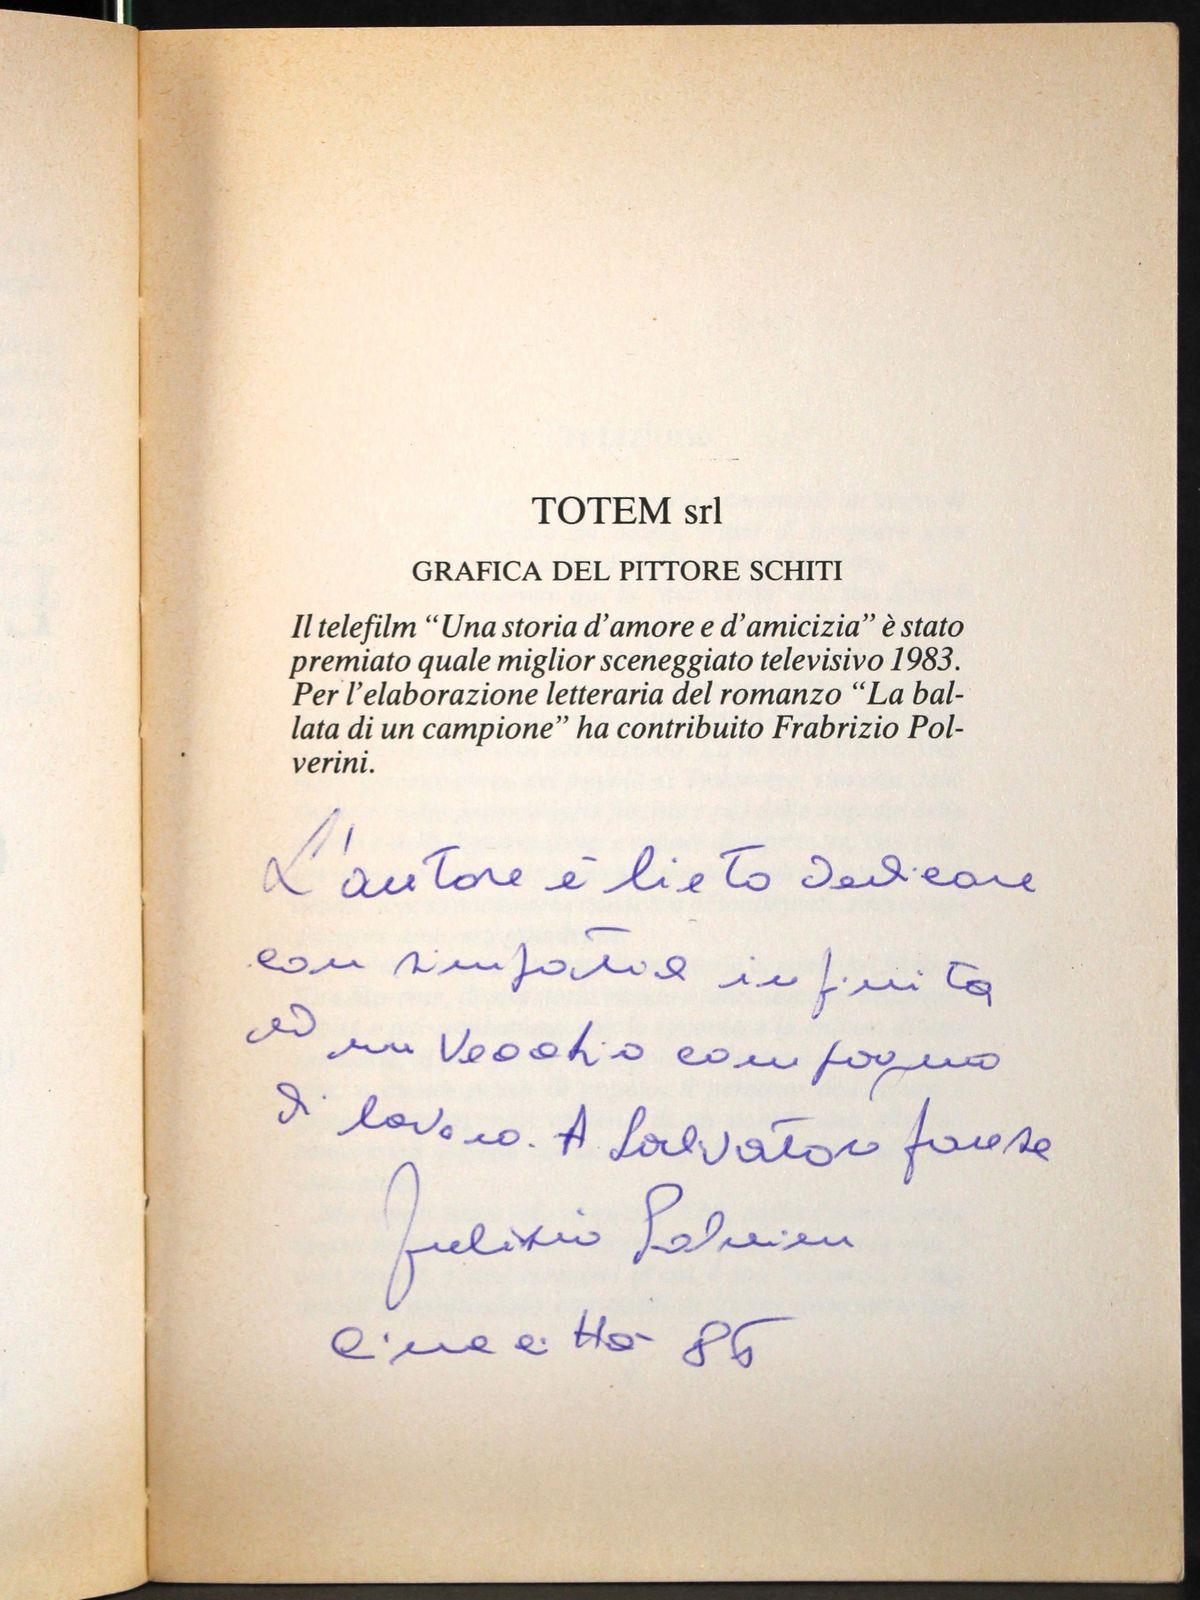 TOTEM srl
GRAFICA DEL PITTORE SCHITI
Il telefilm “Una storia d’amore e d’amicizia” è stato
premiato quale miglior sceneggiato televisivo 1983.
Per l’elaborazione letteraria del romanzo “La bal-
lata di un campione” ha contribuito Frabrizio Pol-
verini.
L'autore è lieto dedicare
con simpatia infinita
ad un vecchio compagno
di lavoro. A Salvatore
cinecittà 85